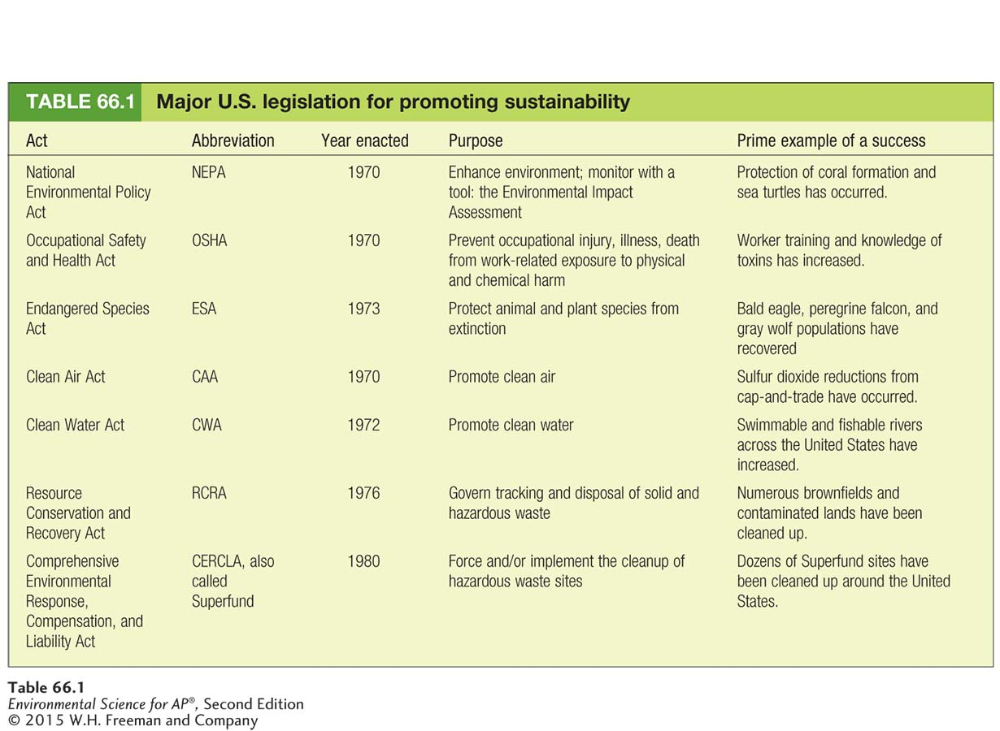 TABLE 66.1 Major U.S. legislation for promoting sustainability
Act Abbreviation Year enacted Purpose Prime example of a success
National NEPA 1970 Enhance environment; monitor with a Protection of coral formation and
Environmental Policy tool: the Environmental Impact sea turtles has occurred.
Act Assessment
Occupational Safety OSHA 1970 Prevent occupational injury, illness, death Worker training and knowledge of
and Health Act from work-related exposure to physical toxins has increased.
and chemical harm
Endangered Species ESA 1973 Protect animal and plant species from Bald eagle, peregrine falcon, and
Act extinction gray wolf populations have
recovered
Clean Air Act CAA 1970 Promote clean air Sulfur dioxide reductions from
cap-and-trade have occurred.
Clean Water Act CWA 1972 Promote clean water Swimmable and fishable rivers
across the United States have
increased.
Resource RCRA 1976 Govern tracking and disposal of solid and Numerous brownfields and
Conservation and hazardous waste contaminated lands have been
Recovery Act cleaned up.
Comprehensive CERCLA, also 1980 Force and/or implement the cleanup of Dozens of Superfund sites have
Environmental called hazardous waste sites been cleaned up around the United
Response, Superfund States.
Compensation, and
Liability Act
Table 66.1
Environmental Science for AP®, Second Edition
© 2015 W.H. Freeman and Company